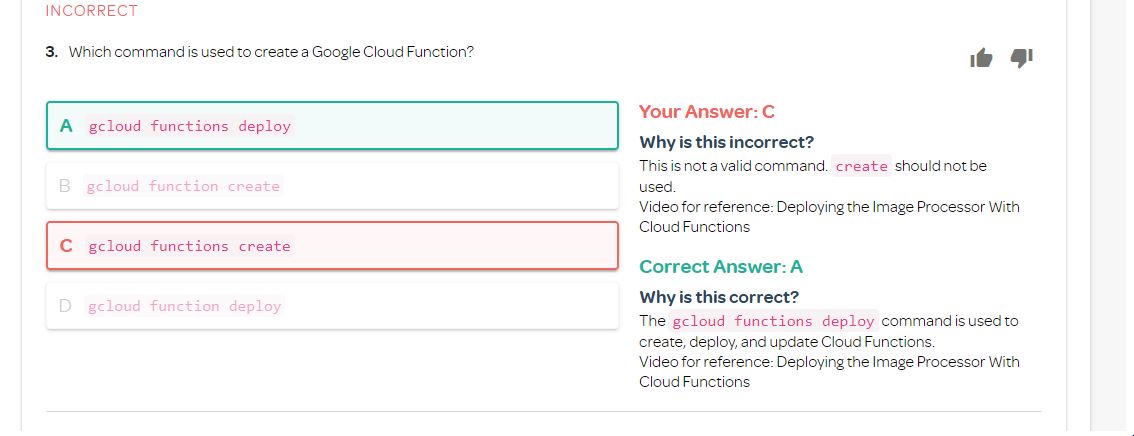 INCORRECT
3. Which command is used to create a Google Cloud Function?
A gcloud functions deploy
B gcloud function create
C gcloud functions create
D gcloud function deploy
Your Answer: C
Why is this incorrect?
This is not a valid command. create should not be
used.
Video for reference: Deploying the Image Processor With
Cloud Functions
Correct Answer: A
Why is this correct?
The gcloud functions deploy command is used to
create, deploy, and update Cloud Functions.
Video for reference: Deploying the Image Processor With
Cloud Functions